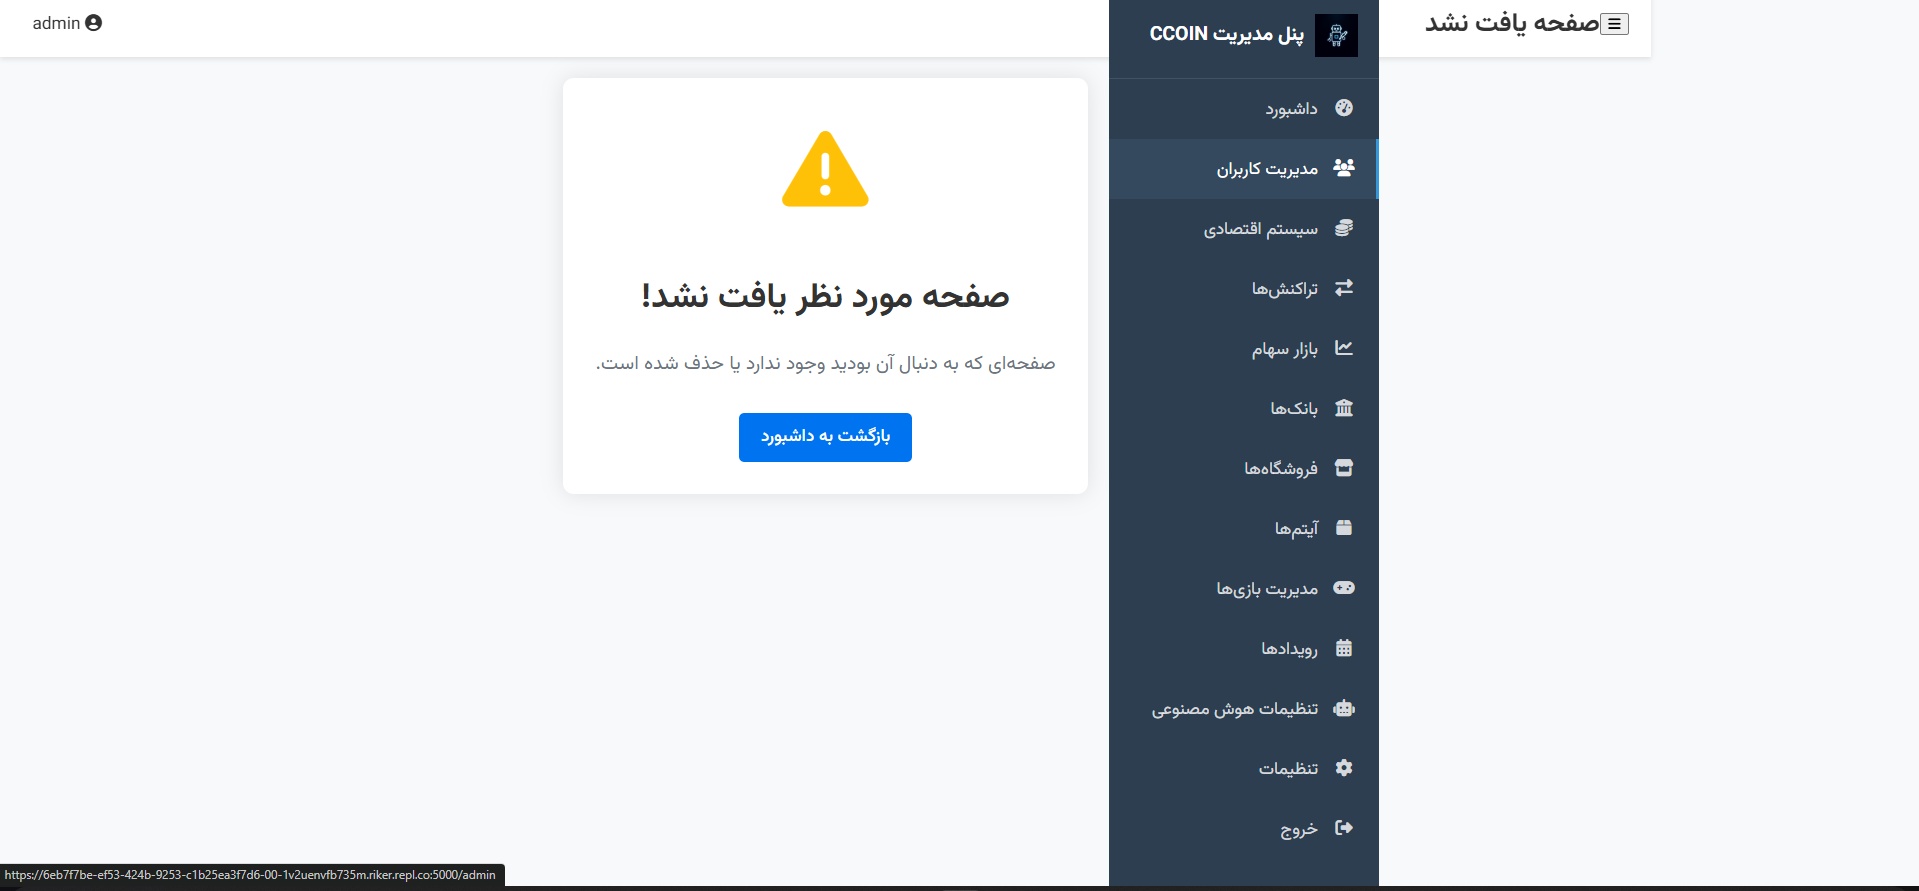 صفحه یافت نشد
پنل مدیریت CCOIN
admin
داشبورد
مدیریت کاربران
سیستم اقتصادی
تراکنش‌ها
بازار سهام
بانک‌ها
فروشگاه‌ها
آیتم‌ها
مدیریت بازی‌ها
رویدادها
تنظیمات هوش مصنوعی
تنظیمات
خروج
صفحه مورد نظر یافت نشد!
صفحه‌ای که به دنبال آن بودید وجود ندارد یا حذف شده است.
بازگشت به داشبورد
https://6eb7f7be-ef53-424b-9253-c1b25ea3f7d6-00-1v2uenvfb735m.riker.repl.co:5000/admin